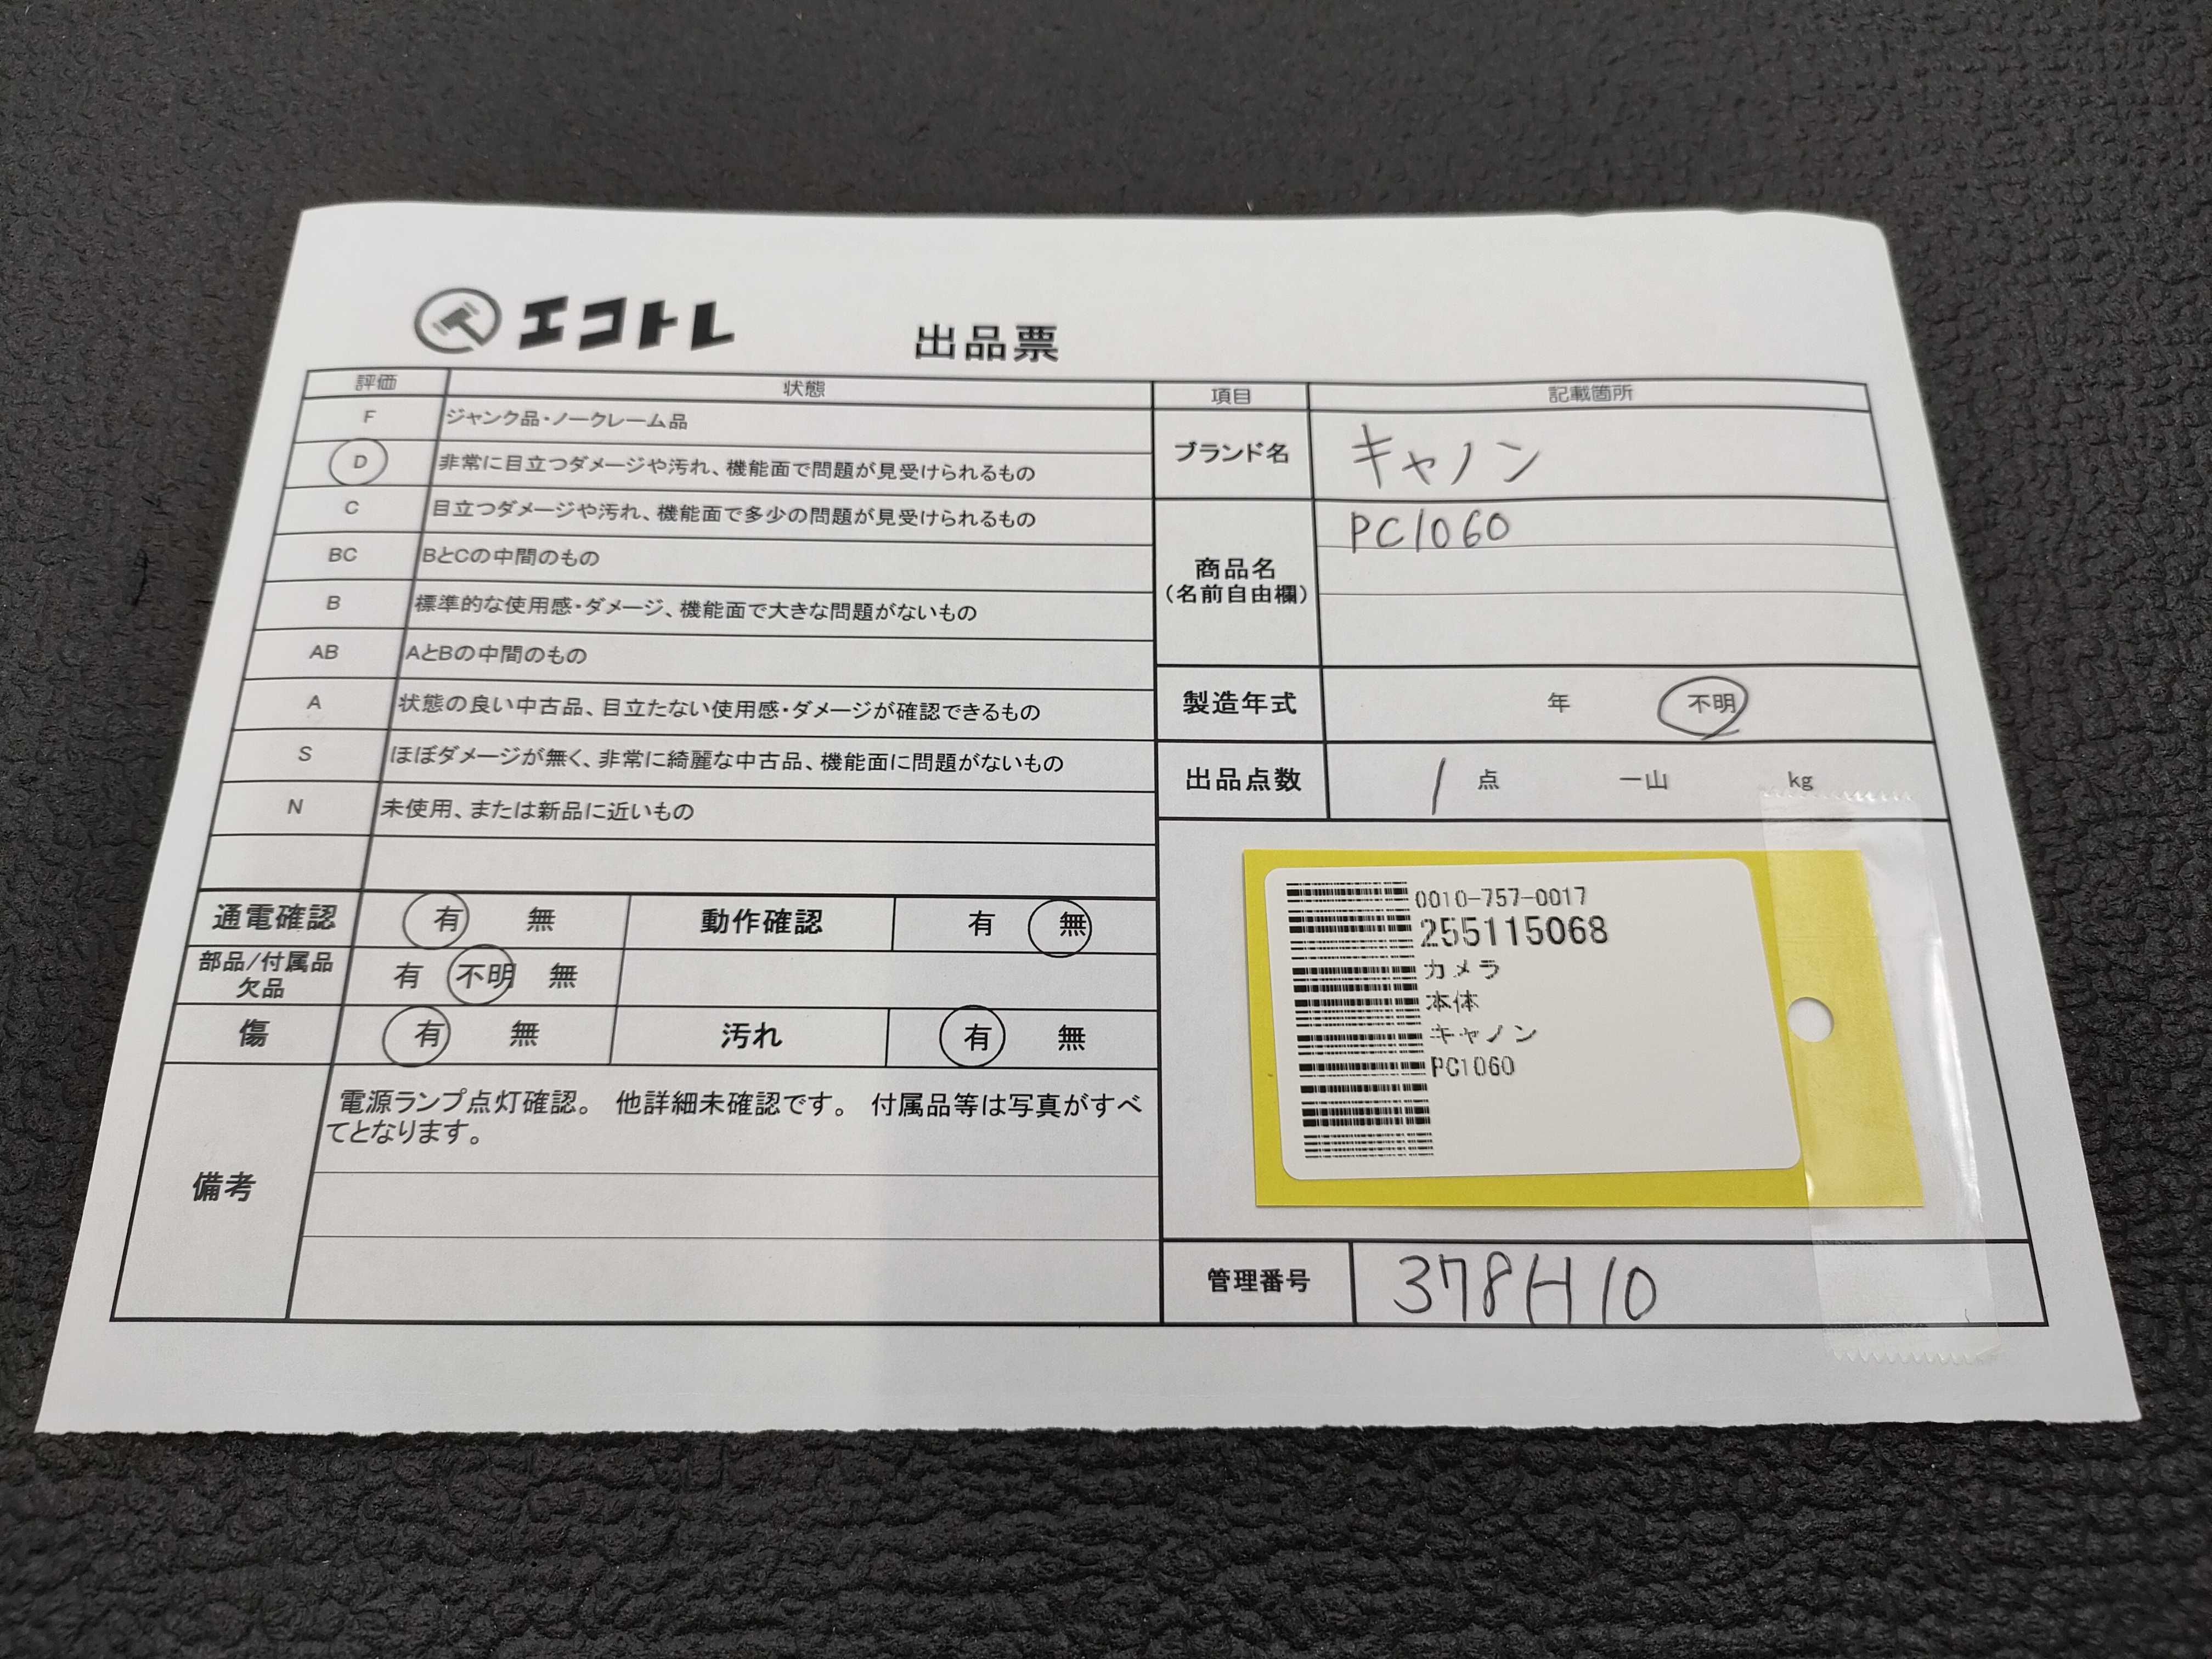 エコトレ
出品票
評価 状態
F ジャンク品・ノークレーム品
D 非常に目立つダメージや汚れ、機能面で問題が見受けられるもの
C 目立つダメージや汚れ、機能面で多少の問題が見受けられるもの
BC BとCの中間のもの
B 標準的な使用感・ダメージ、機能面で大きな問題がないもの
AB AとBの中間のもの
A 状態の良い中古品、目立たない使用感・ダメージが確認できるもの
S ほぼダメージが無く、非常に綺麗な中古品、機能面に問題がないもの
N 未使用、または新品に近いもの
通電確認 有 無 動作確認 有 無
部品/付属品
欠品
有 不明 無
傷 有 無 汚れ 有 無
備考
電源ランプ点灯確認。 他詳細未確認です。 付属品等は写真がすべ
てとなります。
項目 記載箇所
ブランド名 キャノン
商品名
(名前自由欄)
PC1060
製造年式 年 不明
出品点数 1 点 一山 kg
0010-757-0017
255115068
カメラ
本体
キャノン
PC1060
管理番号 378H10